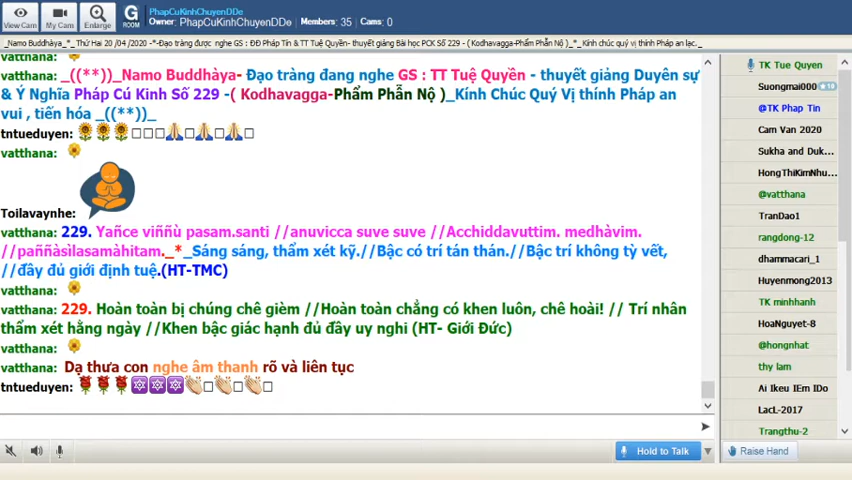 View Cam
My Cam
Enlarge
G
ROOM
PhapCuKinhChuyenDDe
Owner: PhapCuKinhChuyenDDe Members: 35 Cams: 0
_Namo Buddhàya_*_ Thứ Hai 20 /04 /2020 -*-Đạo tràng được nghe GS : ĐĐ Pháp Tín & TT Tuệ Quyền- thuyết giảng Bài học PCK Số 229 - ( Kodhavagga-Phẩm Phẫn Nộ )_*_ Kính chúc quý vị thính Pháp an lạc._
vatthana:
vatthana: _((**))_Namo Buddhàya- Đạo tràng đang nghe GS : TT Tuệ Quyền - thuyết giảng Duyên sự
& Ý Nghĩa Pháp Cú Kinh Số 229 -( Kodhavagga-Phẩm Phẫn Nộ )_Kính Chúc Quý Vị thính Pháp an
vui , tiến hóa _((**))_
tntueduyen:
vatthana:
Toilavaynhe:
vatthana: 229. Yañce viññù pasam.santi //anuvicca suve suve //Acchiddavuttim. medhàvim.
//paññàsìlasamàhitam._*_Sáng sáng, thẩm xét kỹ.//Bậc có trí tán thán.//Bậc trí không tỳ vết,
//đầy đủ giới định tuệ.(HT-TMC)
vatthana:
vatthana: 229. Hoàn toàn bị chúng chê gièm //Hoàn toàn chẳng có khen luôn, chê hoài! // Trí nhân
thẩm xét hằng ngày //Khen bậc giác hạnh đủ đầy uy nghi (HT- Giới Đức)
vatthana:
vatthana: Dạ thưa con nghe âm thanh rõ và liên tục
tntueduyen:
Hold to Talk
TK Tue Quyen
Suongmai000
@TK Phap Tin
Cam Van 2020
Sukha and Duk...
HongThiKimNhu...
@vatthana
TranDao1
rangdong-12
dhammacari_1
Huyenmong2013
TK minhhanh
HoaNguyet-8
@hongnhat
thy lam
Ai Ikeu IEm IDo
LacL-2017
Trangthu-2
Raise Hand